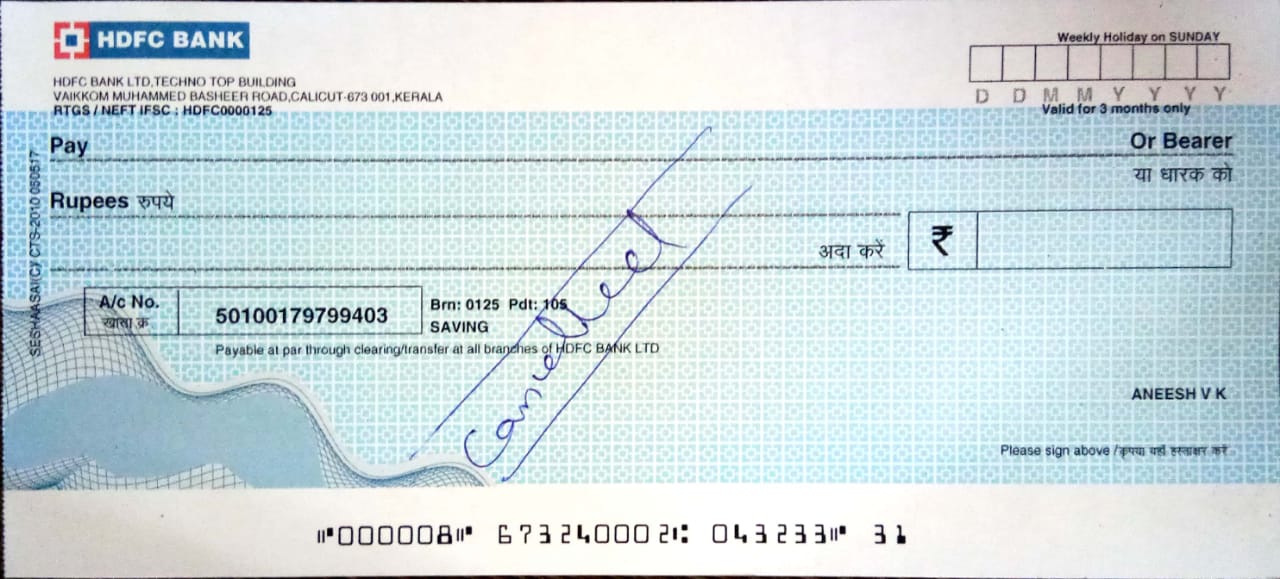 HDFC BANK
Weekly Holiday on SUNDAY
HDFC BANK LTD,TECHNO TOP BUILDING
VAIKKOM MUHAMMED BASHEER ROAD,CALICUT-673 001,KERALA
RTGS / NEFT IFSC : HDFC0000125
D D M M Y Y Y Y
Valid for 3 months only
Pay Or Bearer
या धारक को
Rupees रुपये
अदा करें ₹
A/c No. खाता क्र 50100179799403
Brn: 0125 Pdt: 105
SAVING
Payable at par through clearing/transfer at all branches of HDFC BANK LTD
Cancelled
ANEESH V K
Please sign above / कृपया यहाँ हस्ताक्षर करें
SESHAASAI(C)/ CTS-2010 050517
⑈000008⑈ 673240002⑆ 043233⑈ 31